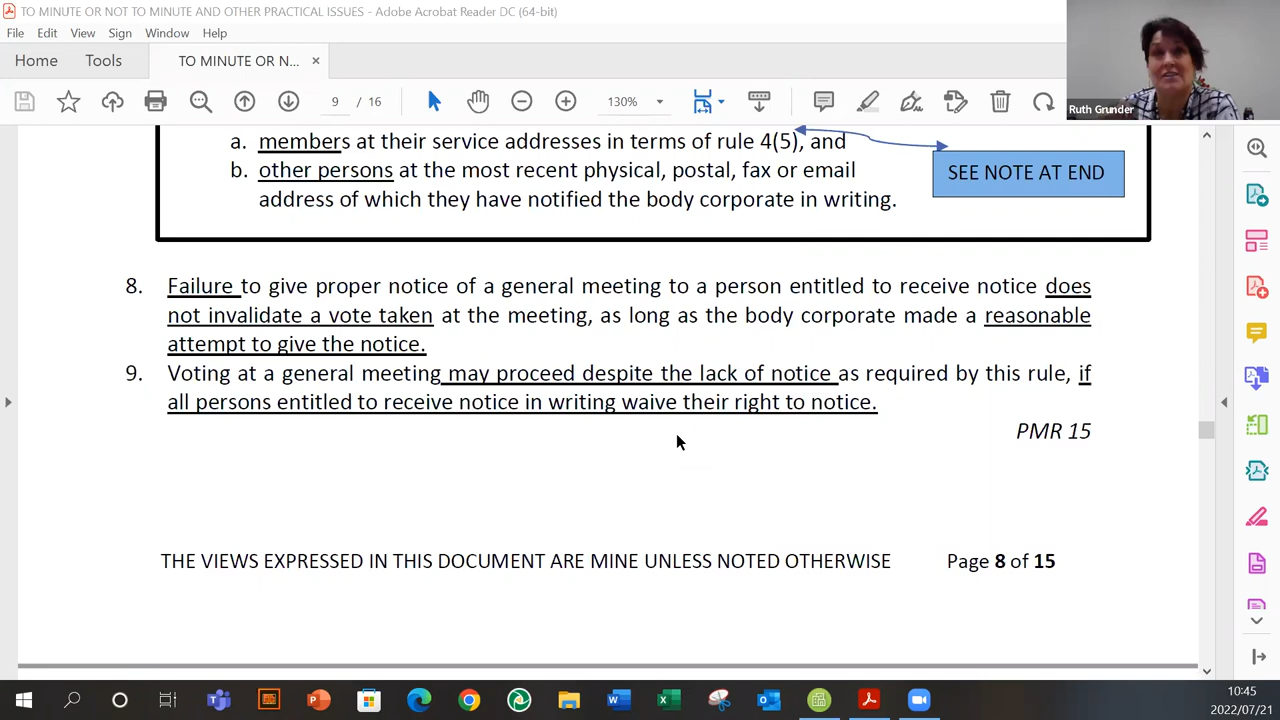 TO MINUTE OR NOT TO MINUTE AND OTHER PRACTICAL ISSUES - Adobe Acrobat Reader DC (64-bit)
File Edit View Sign Window Help
Home Tools TO MINUTE OR N... ×
9 / 16 130%
Ruth Grunder
a. members at their service addresses in terms of rule 4(5), and
b. other persons at the most recent physical, postal, fax or email
address of which they have notified the body corporate in writing.
SEE NOTE AT END
8. Failure to give proper notice of a general meeting to a person entitled to receive notice does
not invalidate a vote taken at the meeting, as long as the body corporate made a reasonable
attempt to give the notice.
9. Voting at a general meeting may proceed despite the lack of notice as required by this rule, if
all persons entitled to receive notice in writing waive their right to notice.
PMR 15
THE VIEWS EXPRESSED IN THIS DOCUMENT ARE MINE UNLESS NOTED OTHERWISE Page 8 of 15
10:45
2022/07/21